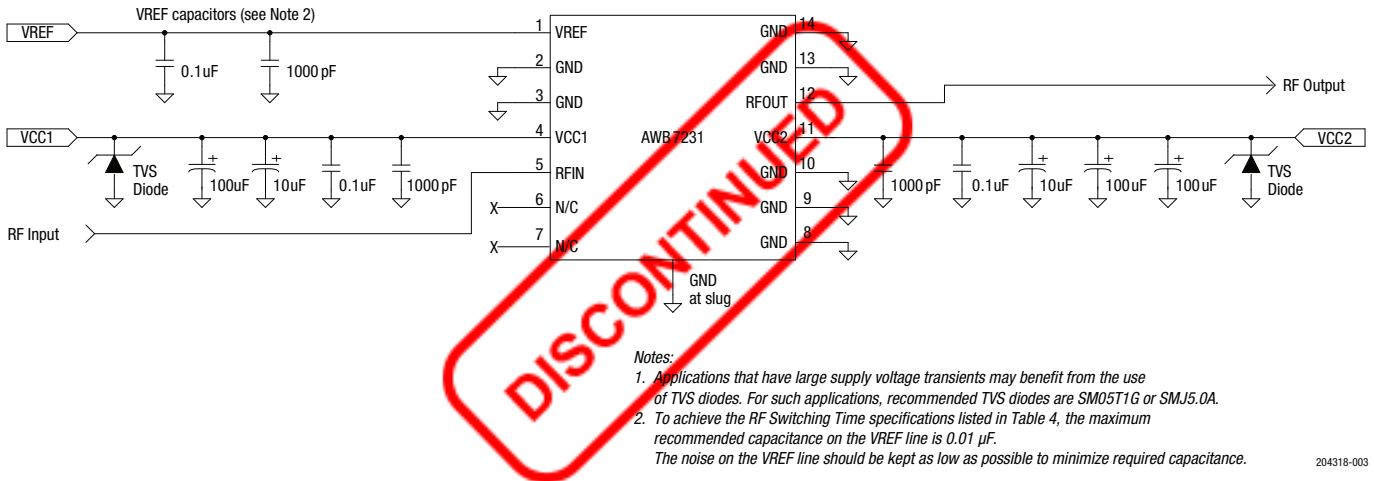 VREF capacitors (see Note 2)
VREF
0.1uF
1000 pF
1 VREF
2 GND
3 GND
4 VCC1
5 RFIN
6 N/C
7 N/C
AWB7231
GND 14
GND 13
RFOUT 12
VCC2 11
GND 10
GND 9
GND 8
VCC1
TVS
Diode
100uF
10uF
0.1uF
1000 pF
RF Input
X
X
RF Output
VCC2
1000 pF
0.1uF
10uF
100uF
100uF
TVS
Diode
GND
at slug
DISCONTINUED
Notes:
1. Applications that have large supply voltage transients may benefit from the use
of TVS diodes. For such applications, recommended TVS diodes are SM05T1G or SMJ5.0A.
2. To achieve the RF Switching Time specifications listed in Table 4, the maximum
recommended capacitance on the VREF line is 0.01 µF.
The noise on the VREF line should be kept as low as possible to minimize required capacitance.
204318-003